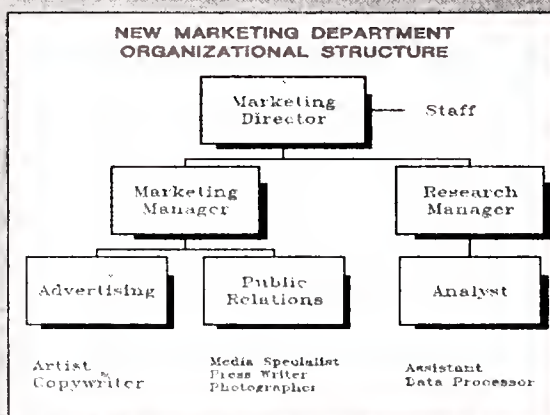 NEW MARKETING DEPARTMENT
ORGANIZATIONAL STRUCTURE
Marketing
Director
Staff
Marketing
Manager
Research
Manager
Advertising
Public
Relations
Analyst
Artist
Copywriter
Media Specialist
Press Writer
Photographer
Assistant
Data Processor